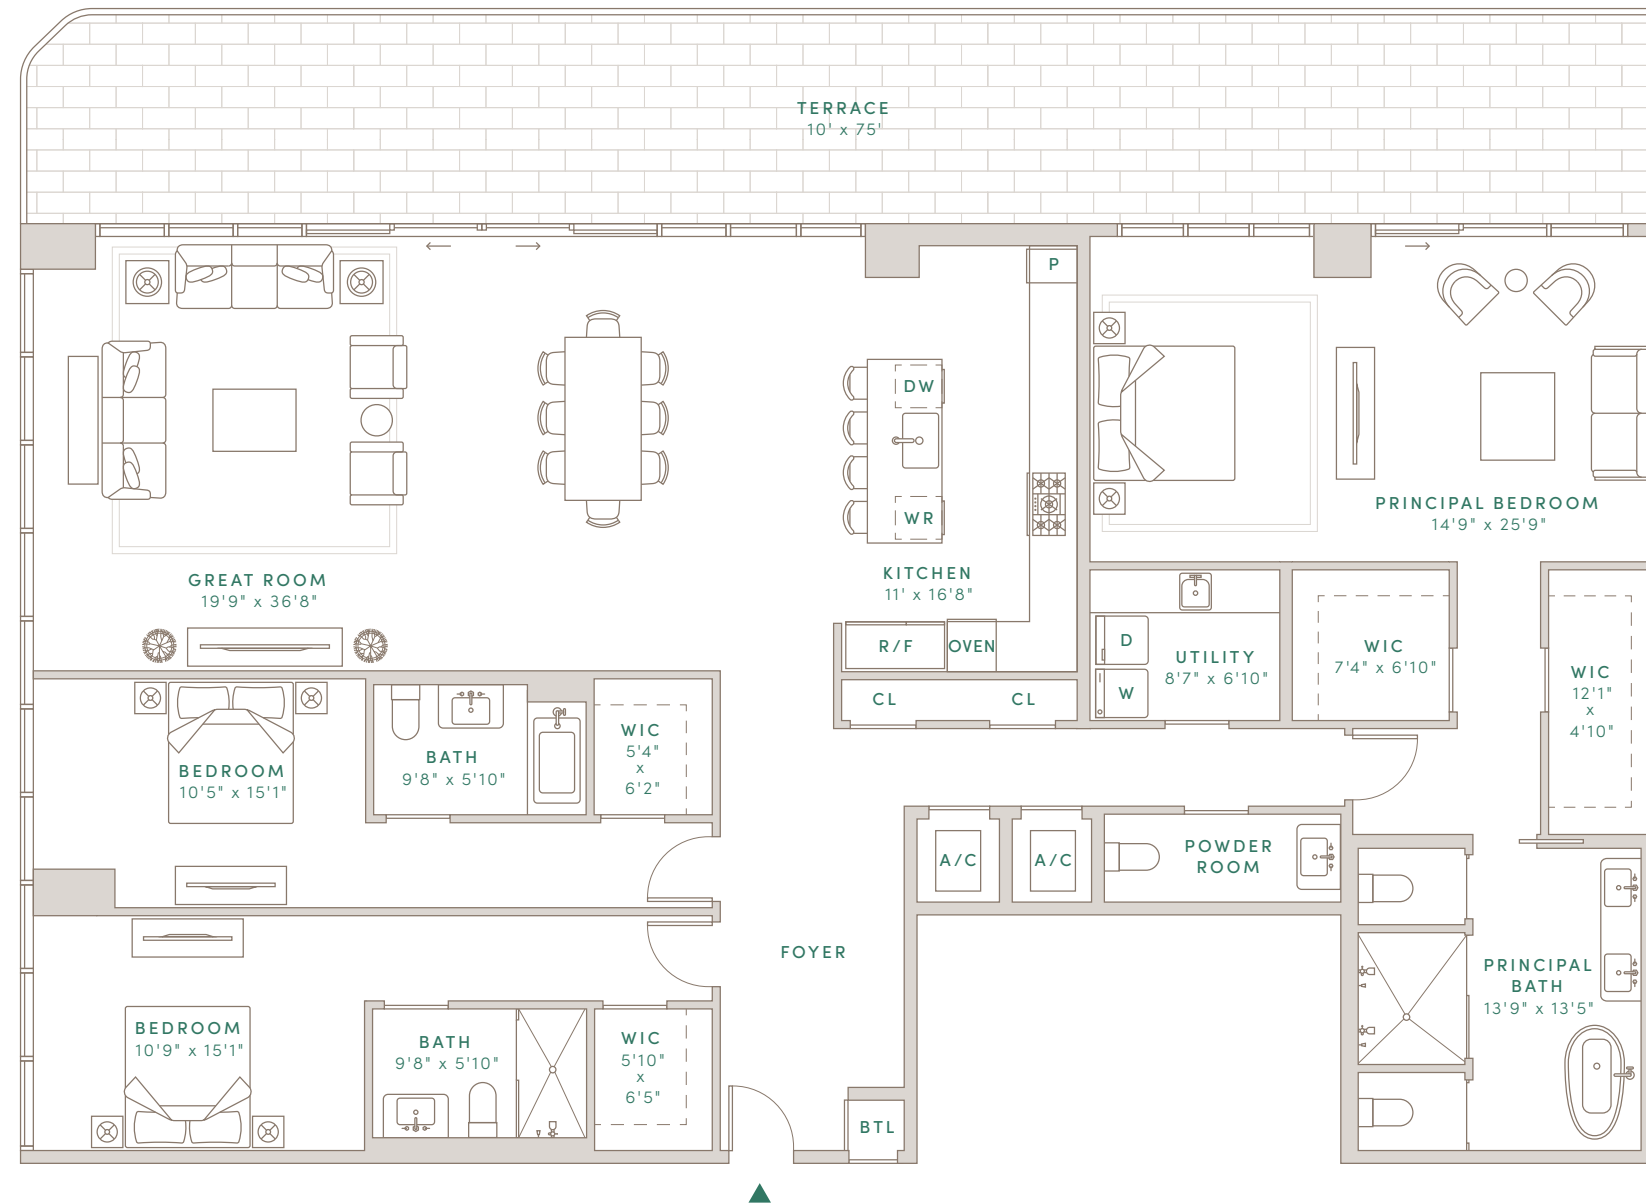 TERRACE
10' x 75'
P
DW
WR
PRINCIPAL BEDROOM
14'9" x 25'9"
GREAT ROOM
19'9" x 36'8"
KITCHEN
11' x 16'8"
R/F
OVEN
D
W
UTILITY
8'7" x 6'10"
WIC
7'4" x 6'10"
WIC
12'1"
x
4'10"
CL
CL
BEDROOM
10'5" x 15'1"
BATH
9'8" x 5'10"
WIC
5'4"
x
6'2"
A/C
A/C
POWDER
ROOM
FOYER
PRINCIPAL
BATH
13'9" x 13'5"
BEDROOM
10'9" x 15'1"
BATH
9'8" x 5'10"
WIC
5'10"
x
6'5"
BTL